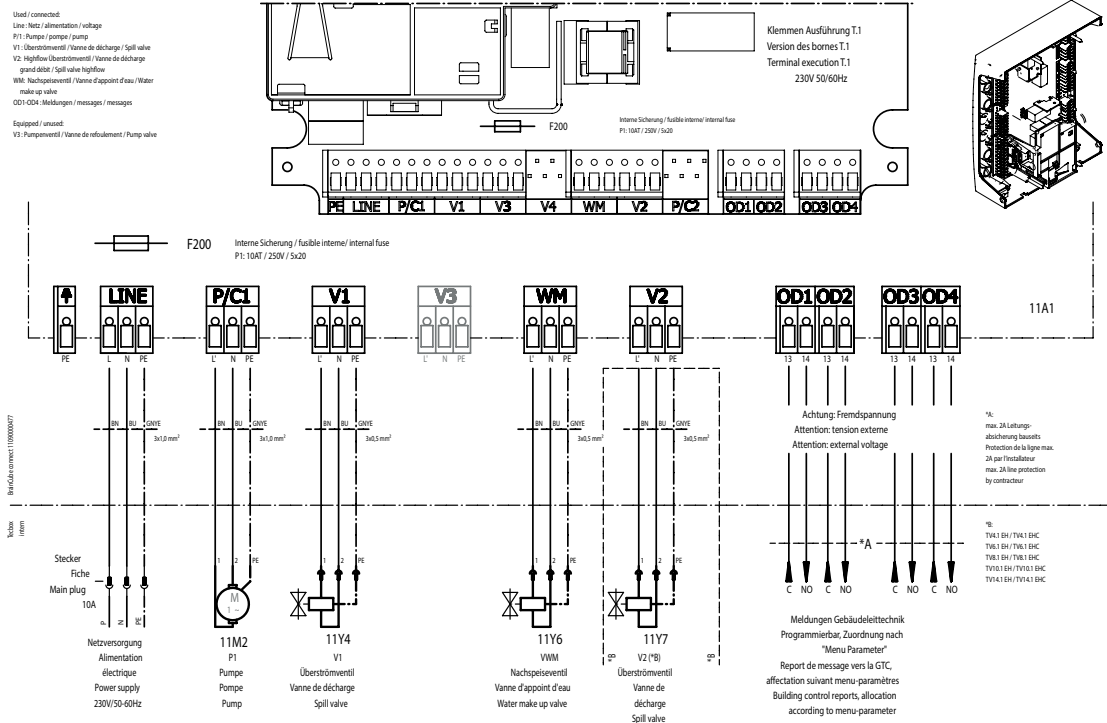 Used / connected:
Line : Netz / alimentation / voltage
P/1 : Pumpe / pompe / pump
V1 : Überströmventil / Vanne de décharge / Spill valve
V2: Highflow Überströmventil / Vanne de décharge
grand débit / Spill valve highflow
WM: Nachspeiseventil / Vanne d'appoint d'eau / Water
make up valve
OD1-OD4 : Meldungen / messages / messages
Equipped / unused:
V3 : Pumpenventil / Vanne de refoulement / Pump valve
Klemmen Ausführung T.1
Version des bornes T.1
Terminal execution T.1
230V 50/60Hz
F200
Interne Sicherung / fusible interne/ internal fuse
P1: 10AT / 250V / 5x20
PE LINE P/C1 V1 V3 V4 WM V2 P/C2 OD1 OD2 OD3 OD4
F200
Interne Sicherung / fusible interne/ internal fuse
P1: 10AT / 250V / 5x20
LINE P/C1 V1 V3 WM V2 OD1 OD2 OD3 OD4
11A1
PE L N PE L' N PE L' N PE L' N PE L' N PE L' N PE 13 14 13 14 13 14 13 14
BN BU GNYE BN BU GNYE BN BU GNYE BN BU GNYE BN BU GNYE
3x1,0 mm² 3x1,0 mm² 3x0,5 mm² 3x0,5 mm² 3x0,5 mm²
Achtung: Fremdspannung
Attention: tension externe
Attention: external voltage
*A:
max. 2A Leitungs-
absicherung bauseits
Protection de la ligne max.
2A par l'installateur
max. 2A line protection
by contracteur
BrainCube connect 11090000477
Tecbox
intern
*B:
TV4.1 EH / TV4.1 EHC
TV6.1 EH / TV6.1 EHC
TV8.1 EH / TV8.1 EHC
TV10.1 EH / TV10.1 EHC
TV14.1 EH / TV14.1 EHC
*A
Stecker
Fiche
Main plug
10A
P N PE
1 2 PE
M
1 ~
1 2 PE
1 2 PE
1 2 PE
C NO C NO C NO C NO
Netzversorgung
Alimentation
électrique
Power supply
230V/50-60Hz
11M2
P1
Pumpe
Pompe
Pump
11Y4
V1
Überströmventil
Vanne de décharge
Spill valve
11Y6
VWM
Nachspeiseventil
Vanne d'appoint d'eau
Water make up valve
11Y7
*B V2 (*B) *B
Überströmventil
Vanne de
décharge
Spill valve
Meldungen Gebäudeleittechnik
Programmierbar, Zuordnung nach
"Menu Parameter"
Report de message vers la GTC,
affectation suivant menu-paramètres
Building control reports, allocation
according to menu-parameter